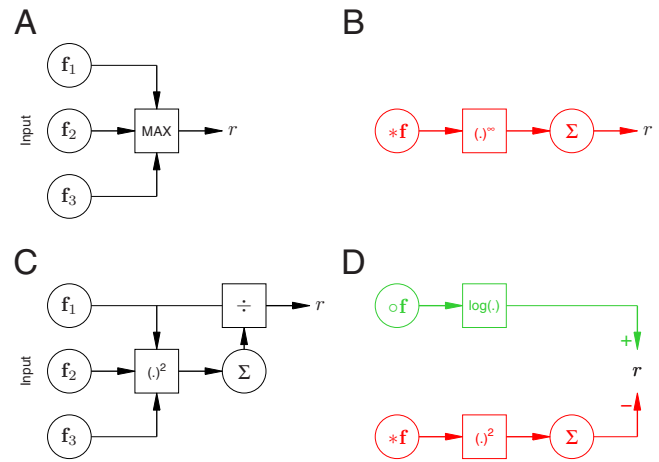 A
f₁
Input
f₂
MAX
r
f₃
B
∗f
(.)^∞
Σ
r
C
f₁
÷
r
Input
f₂
(.)²
Σ
f₃
D
∘f
log(.)
+
r
−
∗f
(.)²
Σ